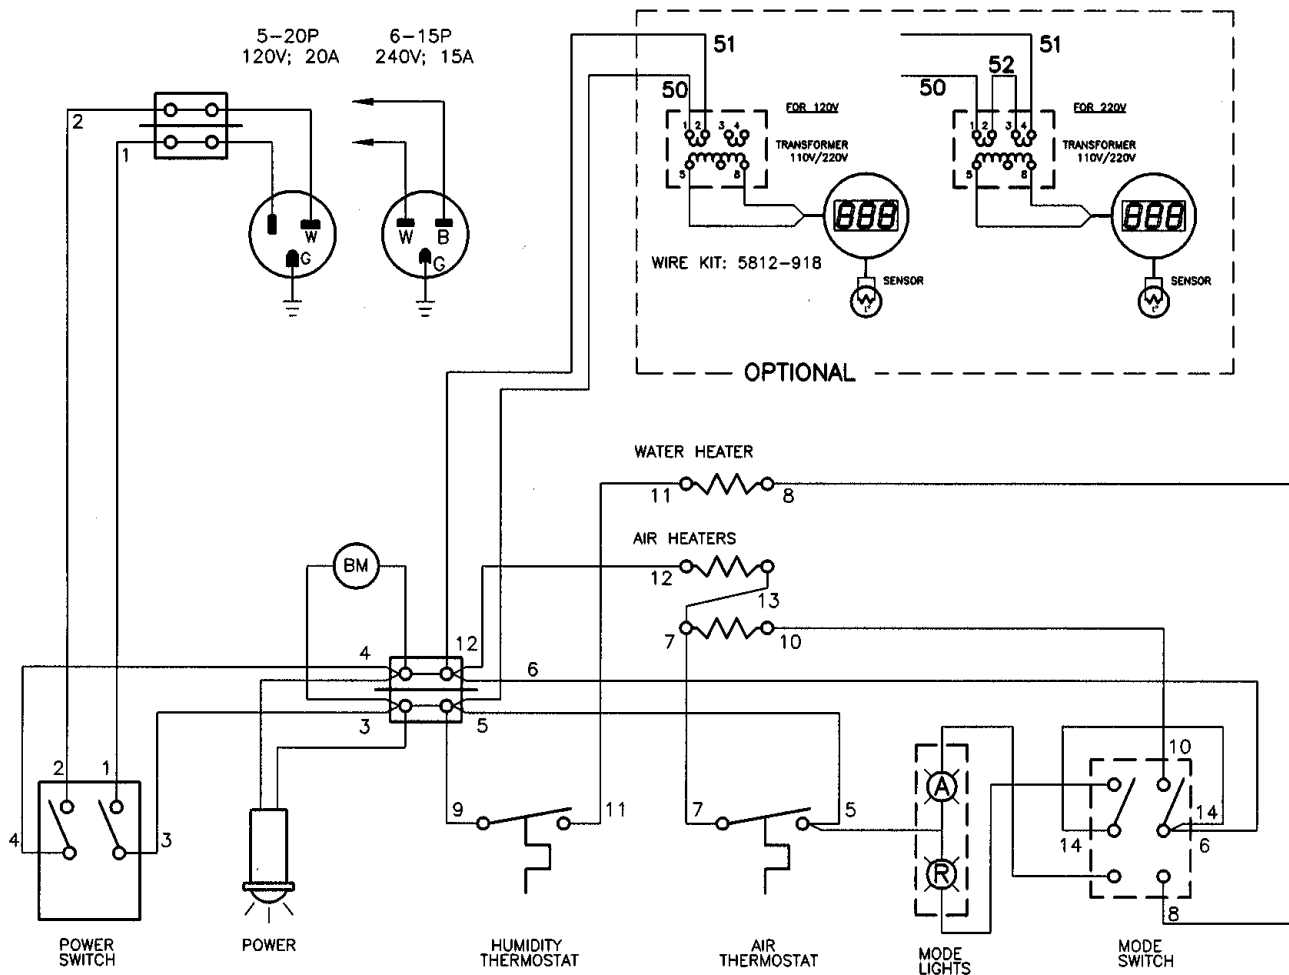 5-20P
120V; 20A
6-15P
240V; 15A
2
1
W
G
W
B
G
51
50
FOR 120V
1
2
3
4
TRANSFORMER
110V/220V
5
8
WIRE KIT: 5812-918
888
SENSOR
t°
51
52
50
FOR 220V
1
2
3
4
TRANSFORMER
110V/220V
5
8
888
SENSOR
t°
OPTIONAL
WATER HEATER
11
8
AIR HEATERS
12
13
7
10
BM
4
12
6
3
5
2
1
4
3
POWER
SWITCH
POWER
9
11
HUMIDITY
THERMOSTAT
7
5
AIR
THERMOSTAT
A
R
MODE
LIGHTS
10
14
14
6
8
MODE
SWITCH